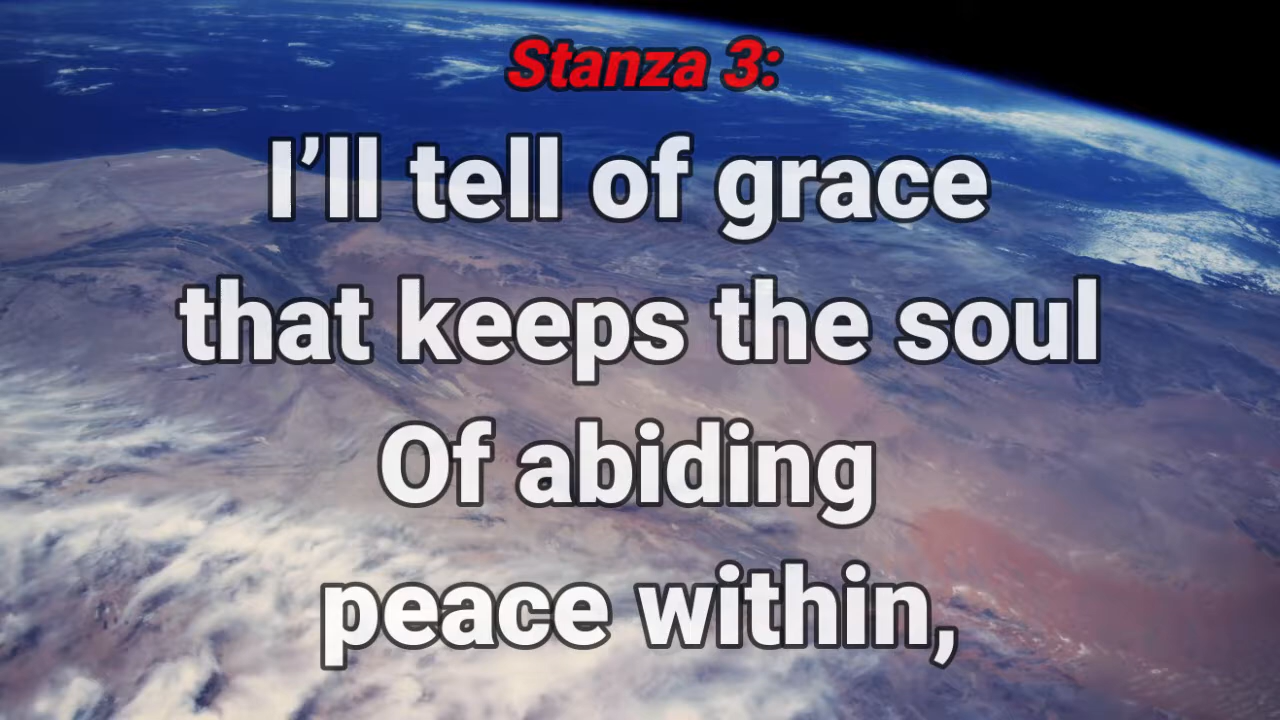 Stanza 3:
I’ll tell of grace
that keeps the soul
Of abiding
peace within,